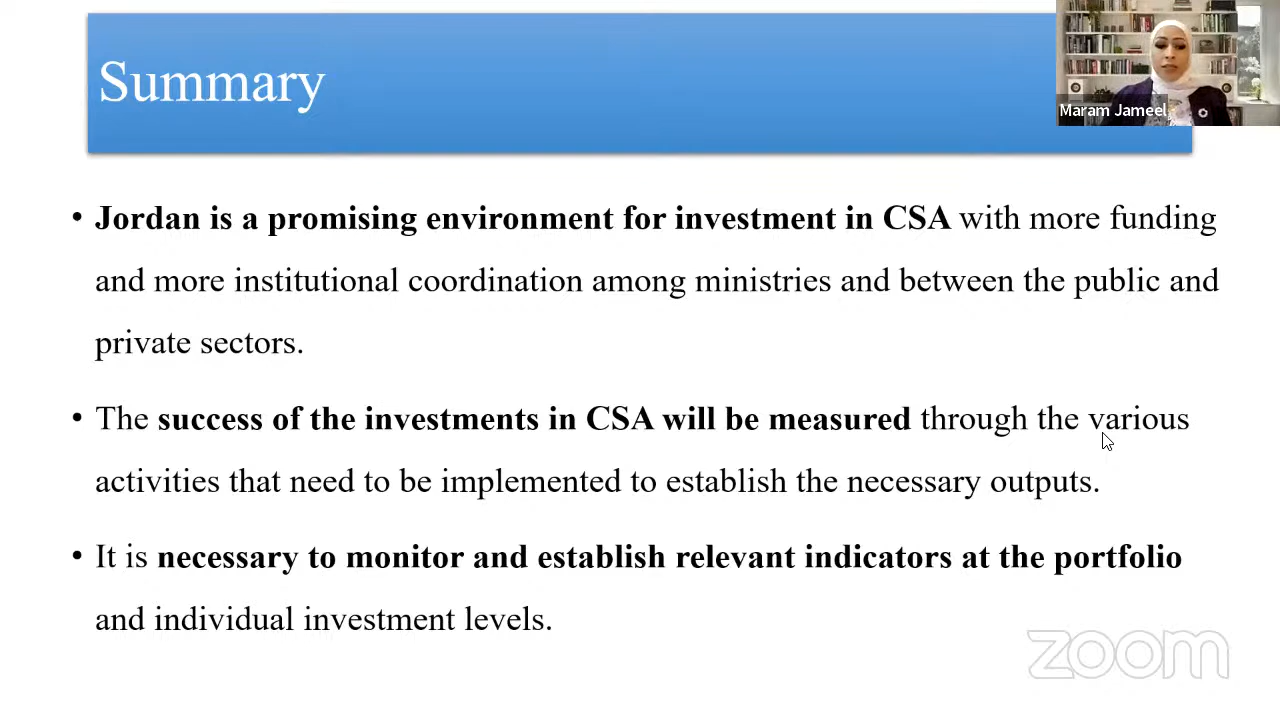 Summary
Maram Jameel
• Jordan is a promising environment for investment in CSA with more funding
and more institutional coordination among ministries and between the public and
private sectors.
• The success of the investments in CSA will be measured through the various
activities that need to be implemented to establish the necessary outputs.
• It is necessary to monitor and establish relevant indicators at the portfolio
and individual investment levels.
zoom